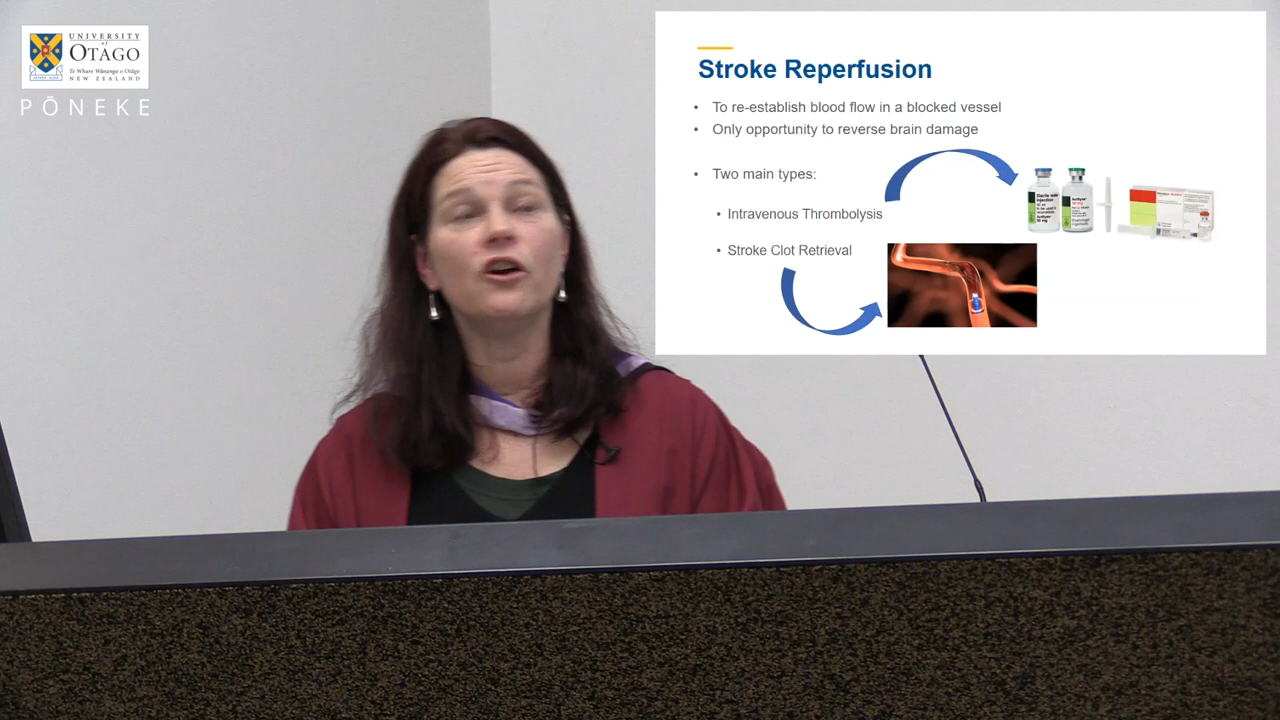 UNIVERSITY
of
OTAGO
Te Whare Wānanga o Otāgo
NEW ZEALAND
PŌNEKE
Stroke Reperfusion
• To re-establish blood flow in a blocked vessel
• Only opportunity to reverse brain damage
• Two main types:
• Intravenous Thrombolysis
• Stroke Clot Retrieval